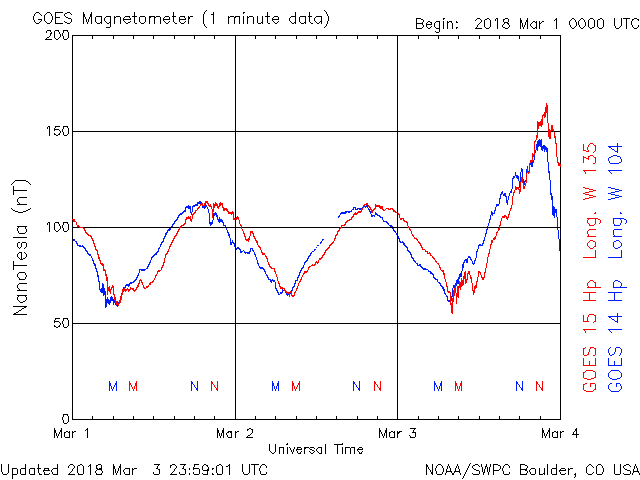 GOES Magnetometer (1 minute data)
Begin: 2018 Mar 1 0000 UTC
200
150
100
50
0
NanoTesla (nT)
M M N N M M N N M M N N
Mar 1 Mar 2 Mar 3 Mar 4
Universal Time
GOES 15 Hp Long. W 135
GOES 14 Hp Long. W 104
Updated 2018 Mar 3 23:59:01 UTC
NOAA/SWPC Boulder, CO USA